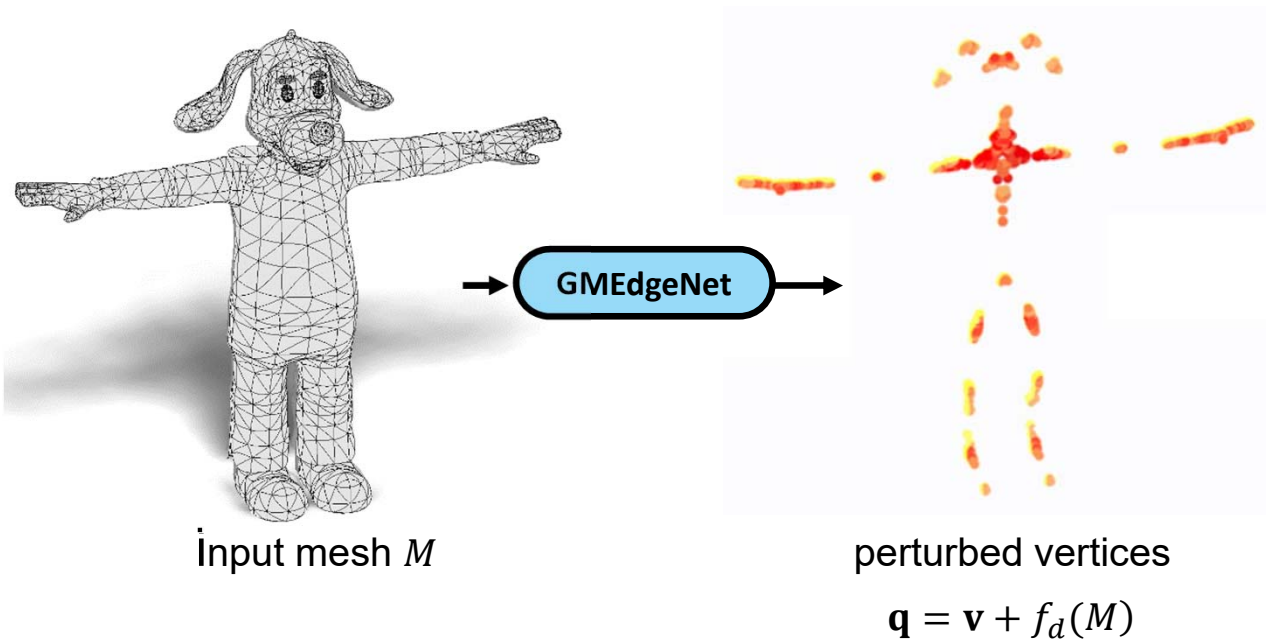 GMEdgeNet
input mesh M
perturbed vertices
q = v + f_d(M)